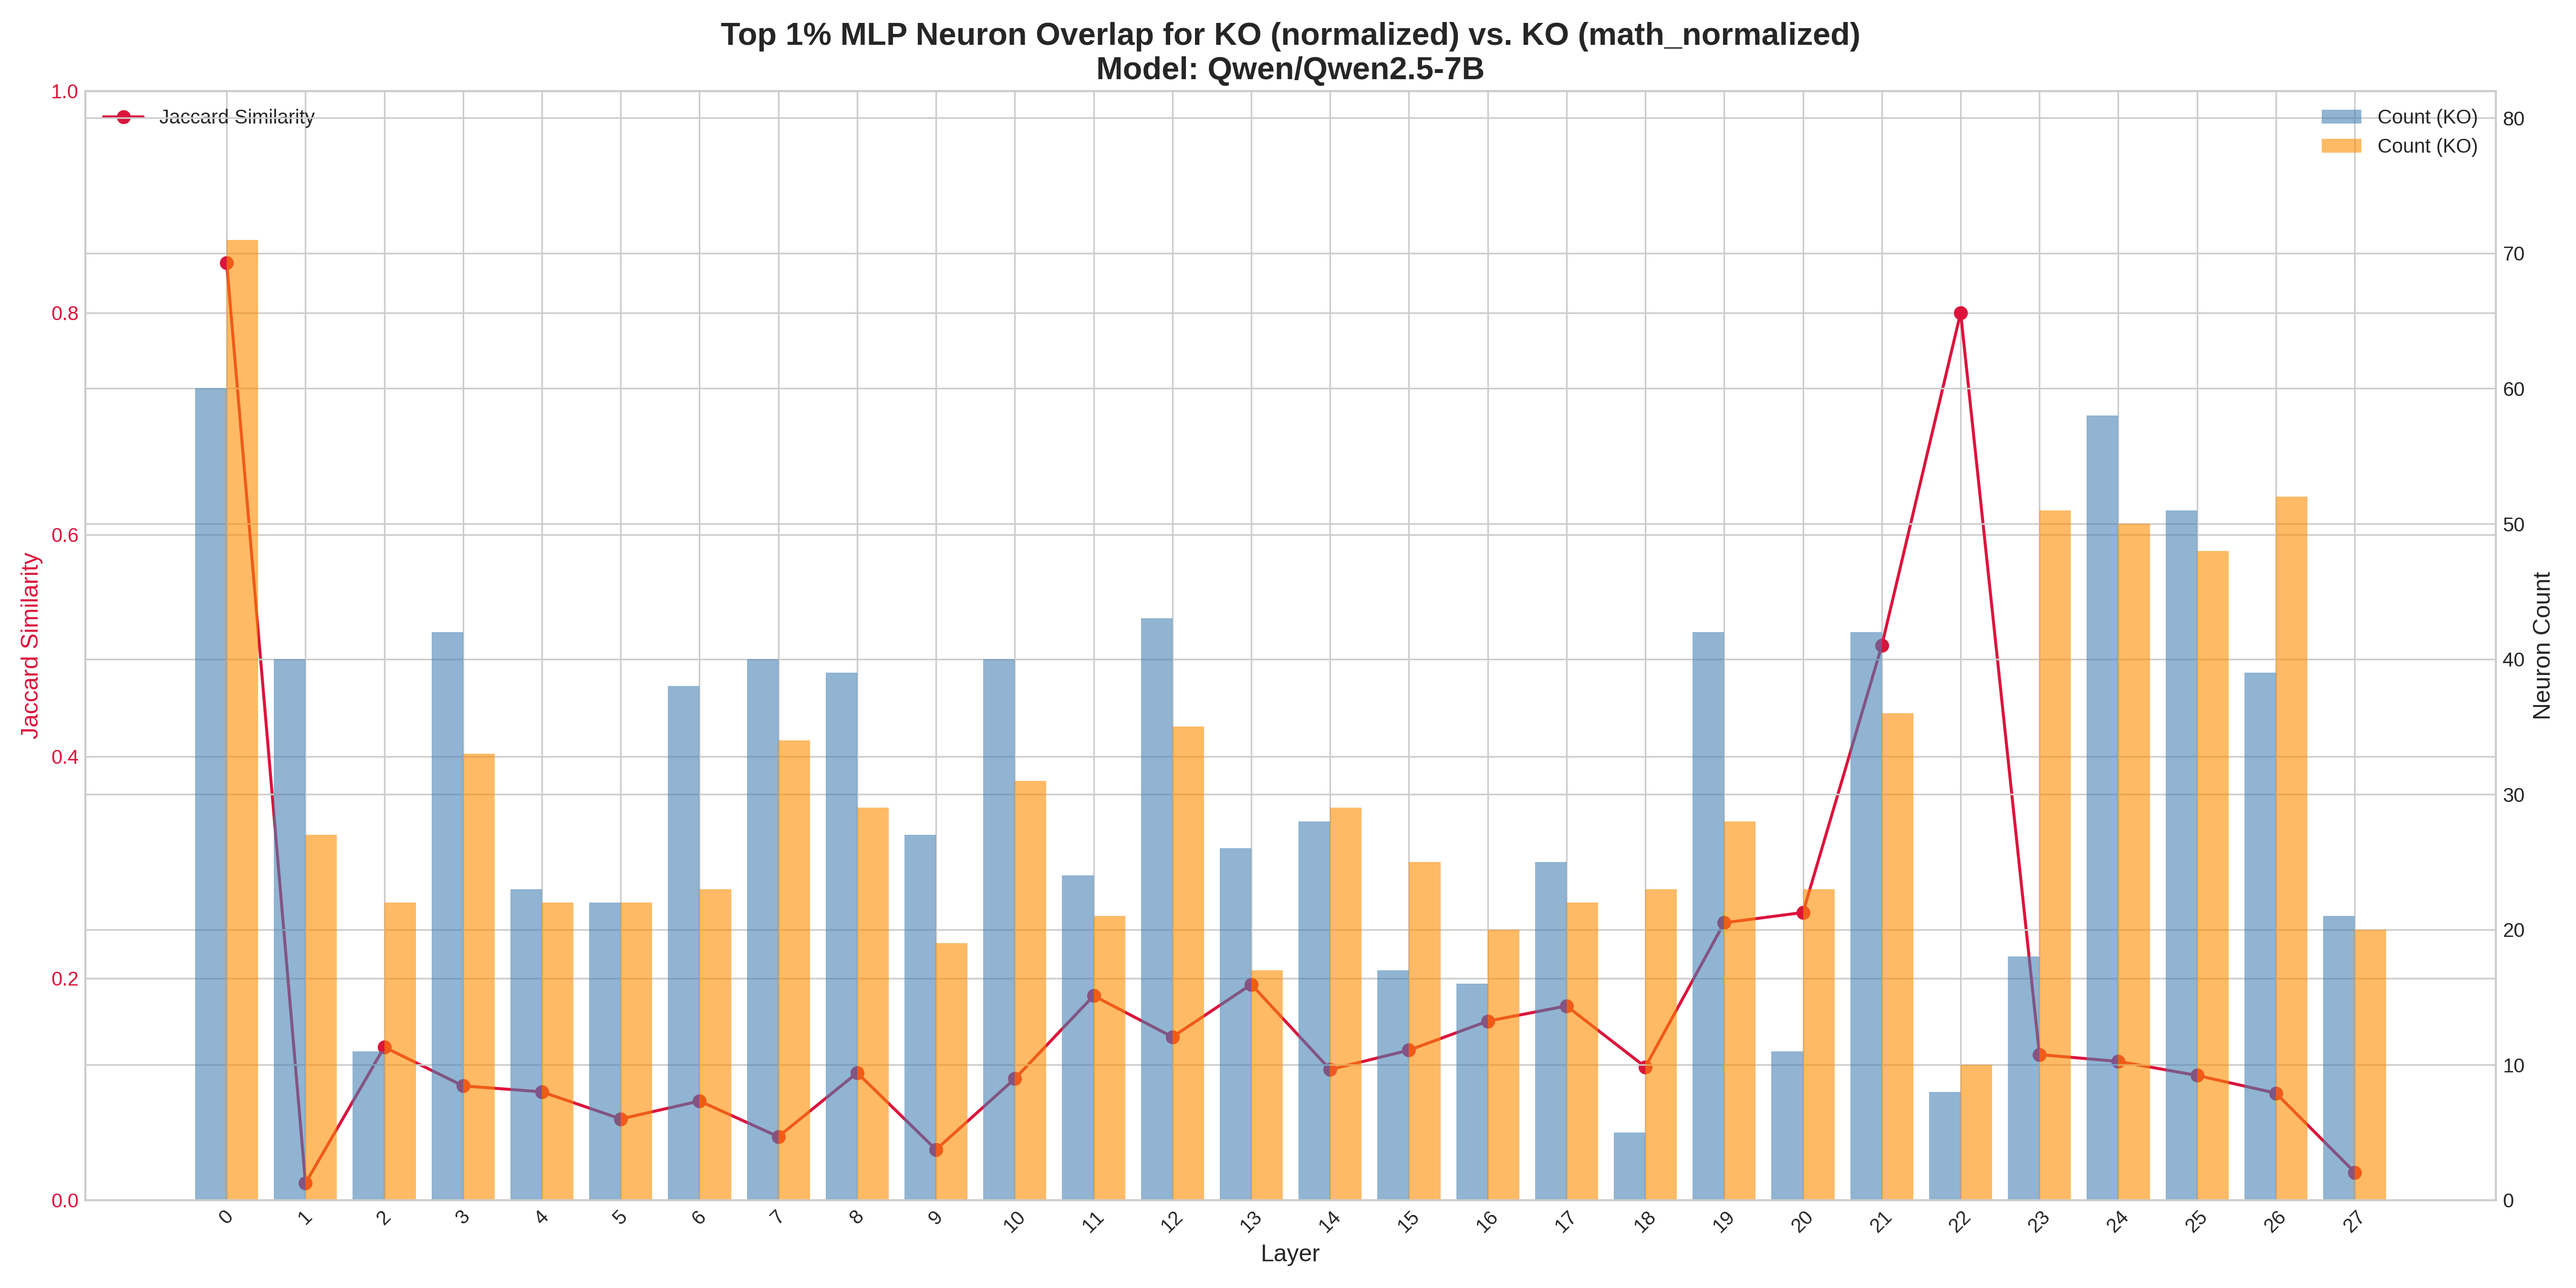 Top 1% MLP Neuron Overlap for KO (normalized) vs. KO (math_normalized)
Model: Qwen/Qwen2.5-7B
Jaccard Similarity
Count (KO)
Count (KO)
1.0
0.8
0.6
0.4
0.2
0.0
Jaccard Similarity
80
70
60
50
40
30
20
10
0
Neuron Count
0 1 2 3 4 5 6 7 8 9 10 11 12 13 14 15 16 17 18 19 20 21 22 23 24 25 26 27
Layer